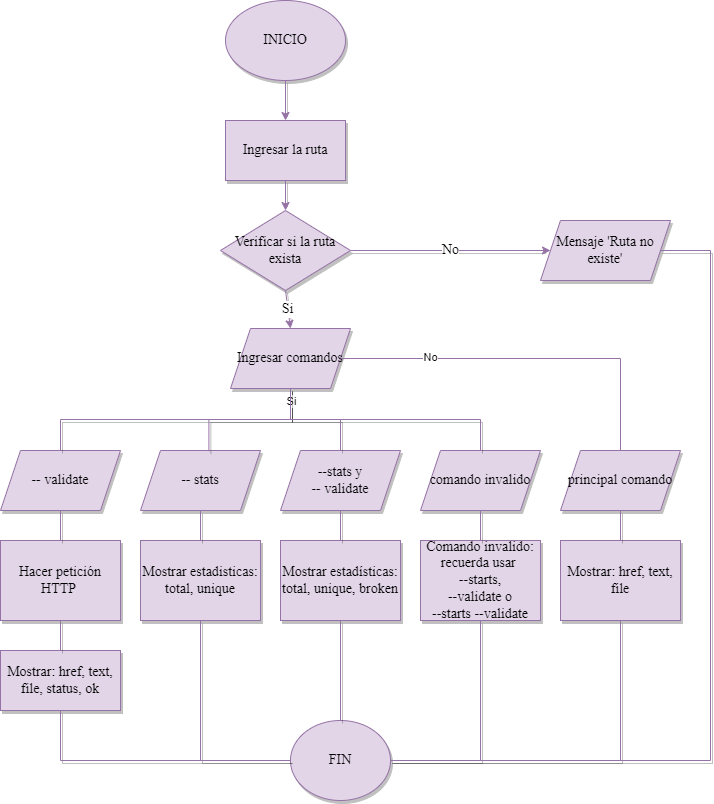 INICIO
Ingresar la ruta
Verificar si la ruta
exista
No
Mensaje 'Ruta no
existe'
Si
Ingresar comandos
No
Si
-- validate
-- stats
--stats y
-- validate
comando invalido
principal comando
Hacer petición
HTTP
Mostrar estadisticas:
total, unique
Mostrar estadísticas:
total, unique, broken
Comando invalido:
recuerda usar
--starts,
--validate o
--starts --validate
Mostrar: href, text,
file
Mostrar: href, text,
file, status, ok
FIN